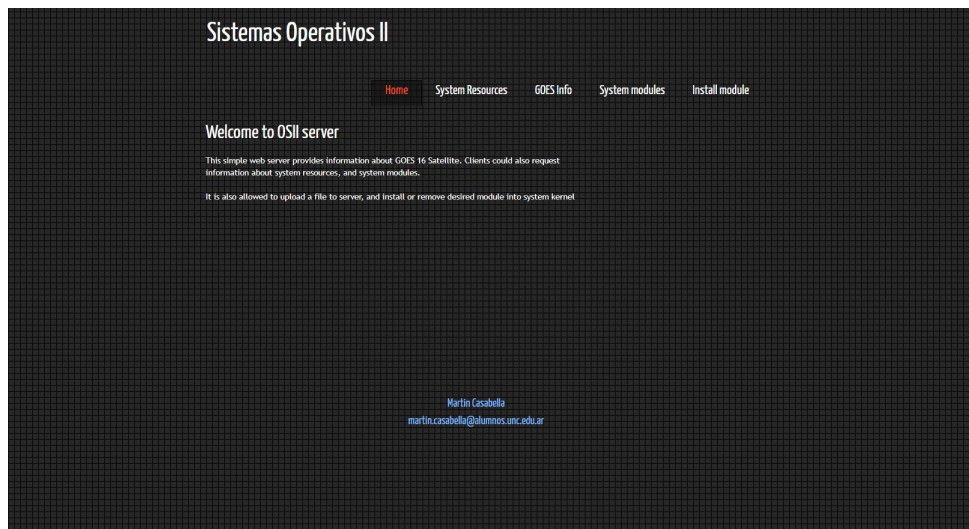 Sistemas Operativos II
Home System Resources GOES Info System modules Install module
Welcome to OSII server
This simple web server provides information about GOES 16 Satellite. Clients could also request
information about system resources, and system modules.
It is also allowed to upload a file to server, and install or remove desired module into system kernel
Martin Casabella
martin.casabella@alumnos.unc.edu.ar